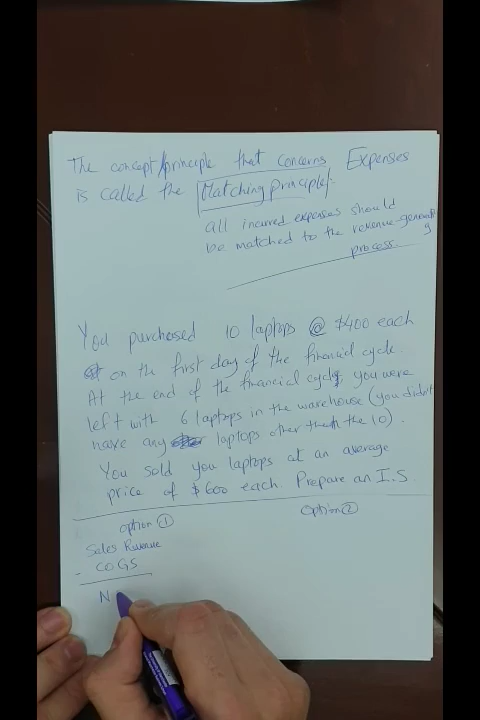 The concept/principle that concerns Expenses
is called the Matching principle.
all incurred expenses should
be matched to the revenue-generating
process
You purchased 10 laptops @ $400 each
on the first day of the financial cycle.
At the end of the financial cycle, you were
left with 6 laptops in the warehouse (you didn't
have any laptops other than the 10).
You sold you laptops at an average
price of $600 each. Prepare an I.S
option 1
Option 2
Sales Revenue
- COGS
N